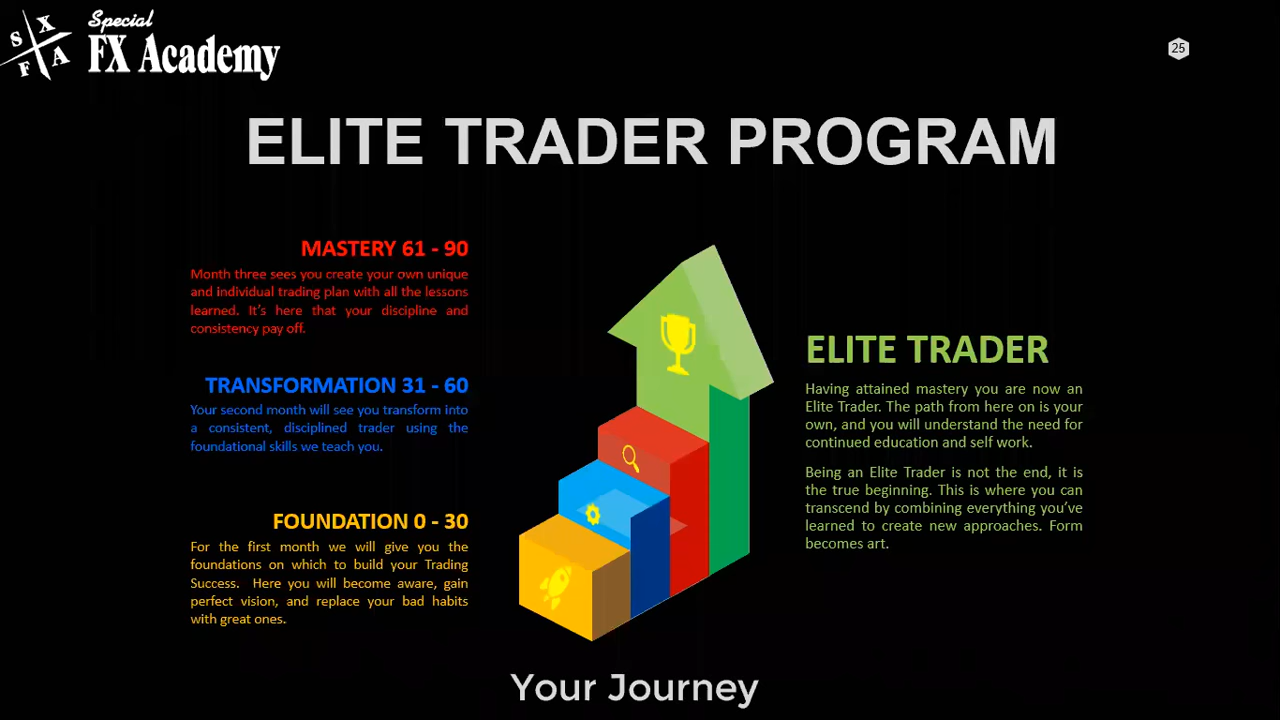 S X
F A
Special
FX Academy
25
ELITE TRADER PROGRAM
MASTERY 61 - 90
Month three sees you create your own unique
and individual trading plan with all the lessons
learned. It's here that your discipline and
consistency pay off.
TRANSFORMATION 31 - 60
Your second month will see you transform into
a consistent, disciplined trader using the
foundational skills we teach you.
FOUNDATION 0 - 30
For the first month we will give you the
foundations on which to build your Trading
Success. Here you will become aware, gain
perfect vision, and replace your bad habits
with great ones.
ELITE TRADER
Having attained mastery you are now an
Elite Trader. The path from here on is your
own, and you will understand the need for
continued education and self work.
Being an Elite Trader is not the end, it is
the true beginning. This is where you can
transcend by combining everything you've
learned to create new approaches. Form
becomes art.
Your Journey